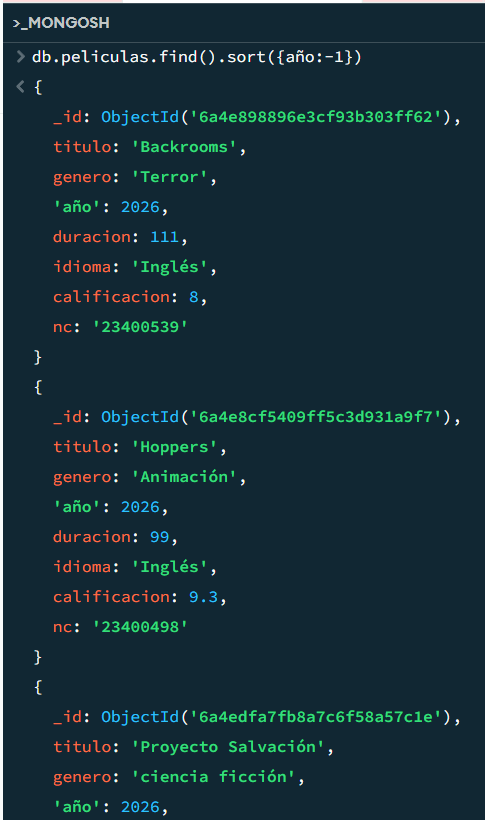 >_MONGOSH
> db.peliculas.find().sort({año:-1})
< {
_id: ObjectId('6a4e898896e3cf93b303ff62'),
titulo: 'Backrooms',
genero: 'Terror',
'año': 2026,
duracion: 111,
idioma: 'Inglés',
calificacion: 8,
nc: '23400539'
}
{
_id: ObjectId('6a4e8cf5409ff5c3d931a9f7'),
titulo: 'Hoppers',
genero: 'Animación',
'año': 2026,
duracion: 99,
idioma: 'Inglés',
calificacion: 9.3,
nc: '23400498'
}
{
_id: ObjectId('6a4edfa7fb8a7c6f58a57c1e'),
titulo: 'Proyecto Salvación',
genero: 'ciencia ficción',
'año': 2026,